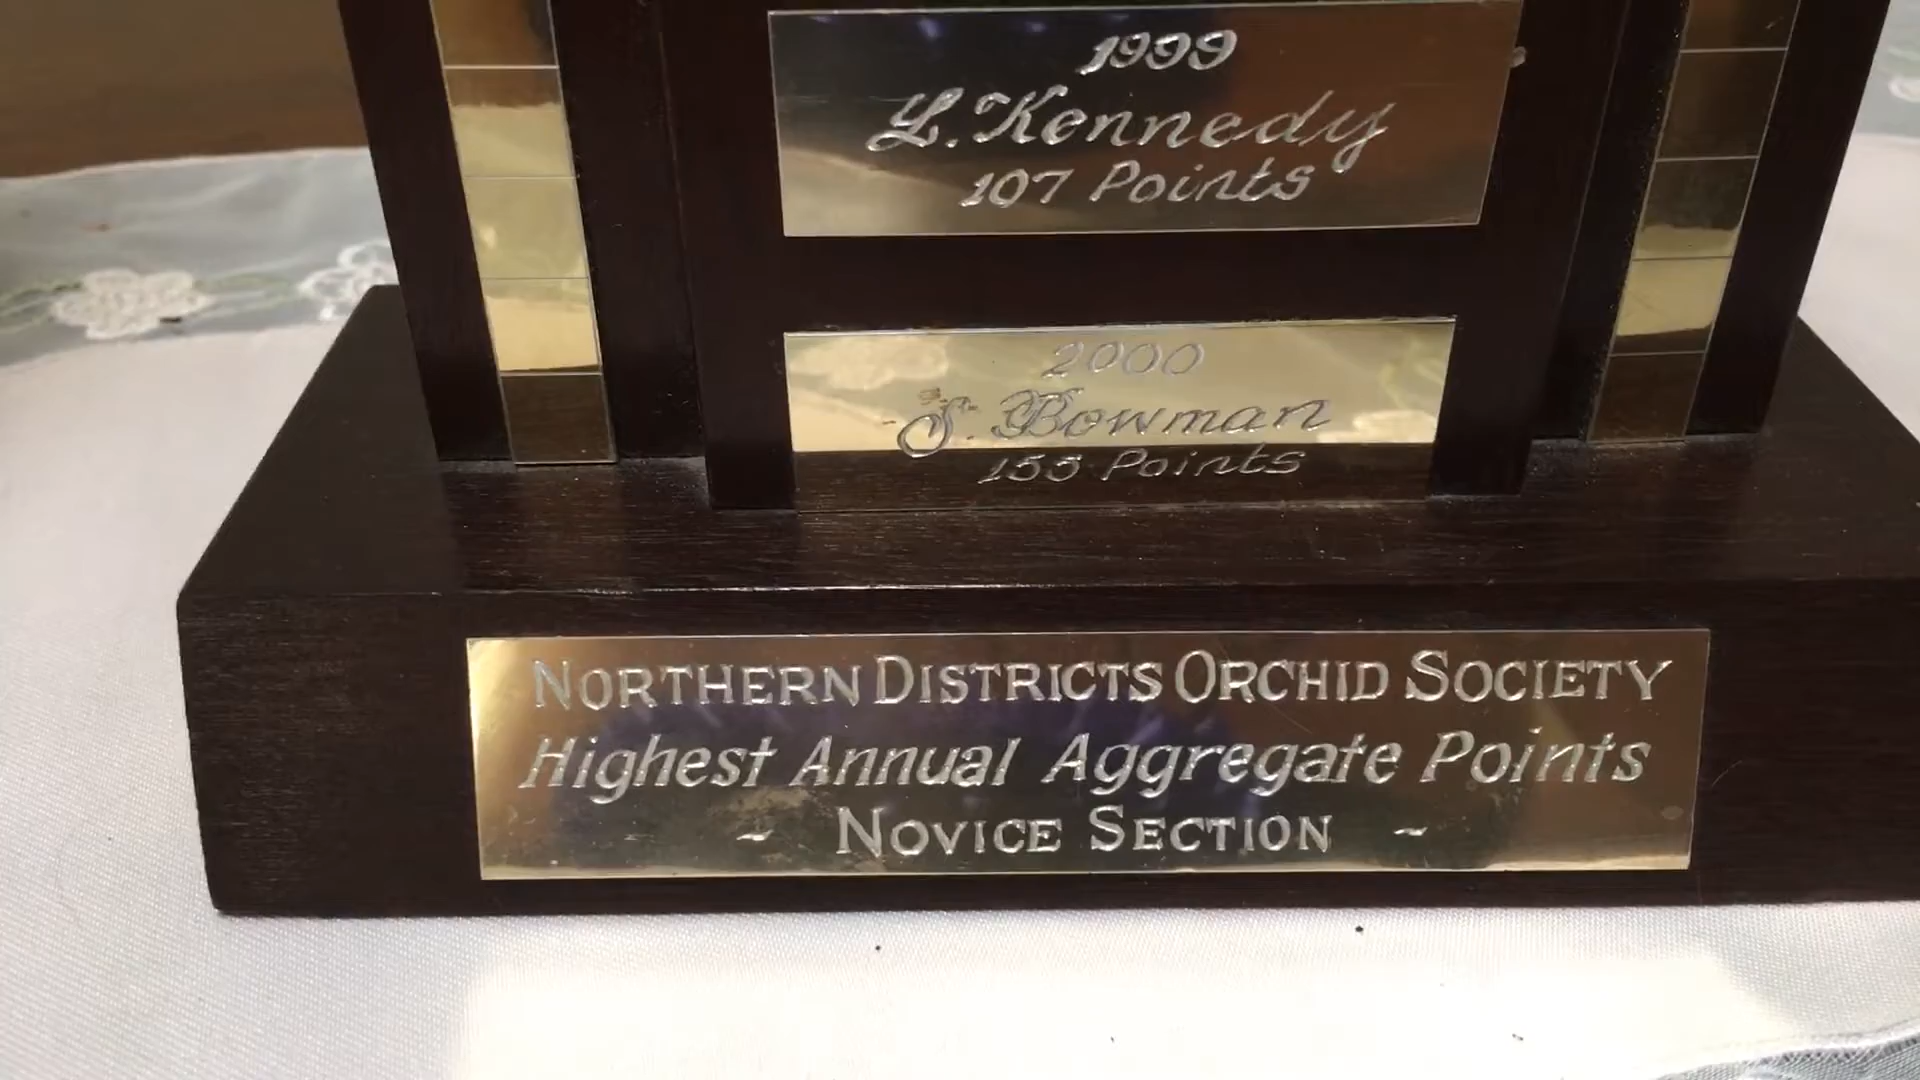 1999
L. Kennedy
107 Points
2000
S. Bowman
155 Points
NORTHERN DISTRICTS ORCHID SOCIETY
Highest Annual Aggregate Points
~ NOVICE SECTION ~